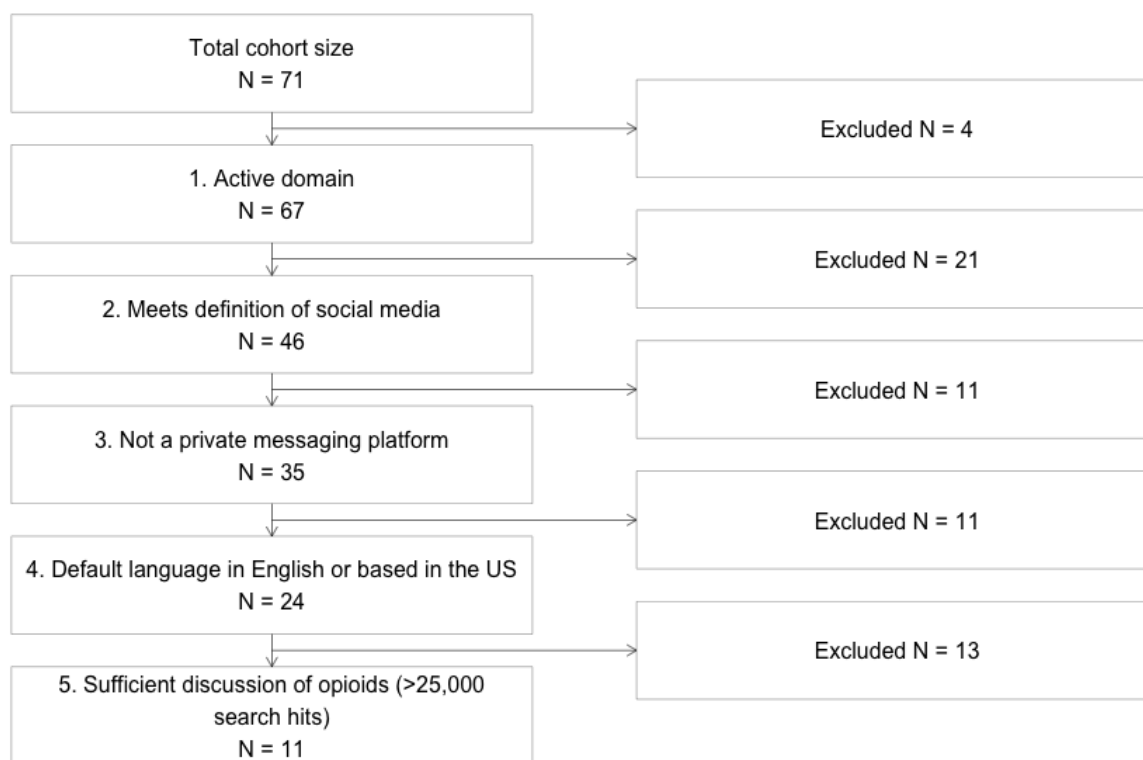 Total cohort size
N = 71
Excluded N = 4
1. Active domain
N = 67
Excluded N = 21
2. Meets definition of social media
N = 46
Excluded N = 11
3. Not a private messaging platform
N = 35
Excluded N = 11
4. Default language in English or based in the US
N = 24
Excluded N = 13
5. Sufficient discussion of opioids (>25,000
search hits)
N = 11